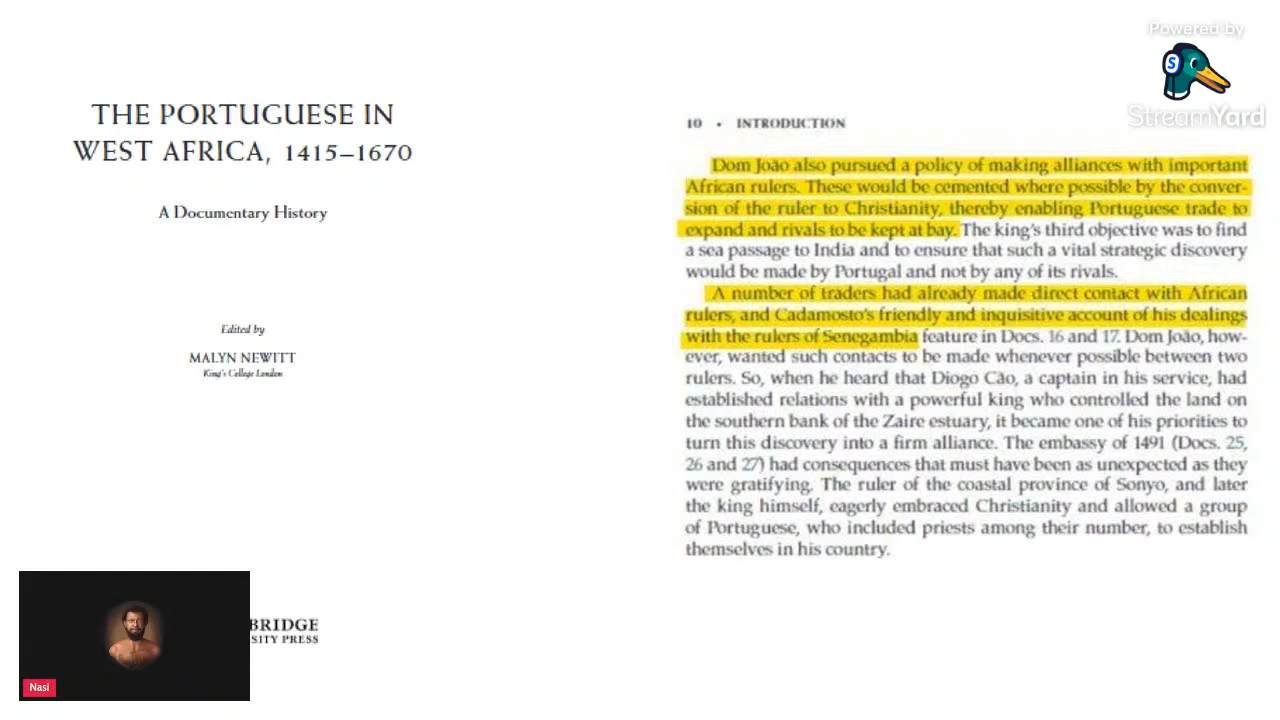 Powered by
S
StreamYard
THE PORTUGUESE IN
WEST AFRICA, 1415–1670
A Documentary History
Edited by
MALYN NEWITT
King's College London
BRIDGE
SITY PRESS
Nasi
10 • INTRODUCTION
Dom João also pursued a policy of making alliances with important
African rulers. These would be cemented where possible by the conver-
sion of the ruler to Christianity, thereby enabling Portuguese trade to
expand and rivals to be kept at bay. The king's third objective was to find
a sea passage to India and to ensure that such a vital strategic discovery
would be made by Portugal and not by any of its rivals.
A number of traders had already made direct contact with African
rulers, and Cadamosto's friendly and inquisitive account of his dealings
with the rulers of Senegambia feature in Docs. 16 and 17. Dom João, how-
ever, wanted such contacts to be made whenever possible between two
rulers. So, when he heard that Diogo Cão, a captain in his service, had
established relations with a powerful king who controlled the land on
the southern bank of the Zaire estuary, it became one of his priorities to
turn this discovery into a firm alliance. The embassy of 1491 (Docs. 25,
26 and 27) had consequences that must have been as unexpected as they
were gratifying. The ruler of the coastal province of Sonyo, and later
the king himself, eagerly embraced Christianity and allowed a group
of Portuguese, who included priests among their number, to establish
themselves in his country.